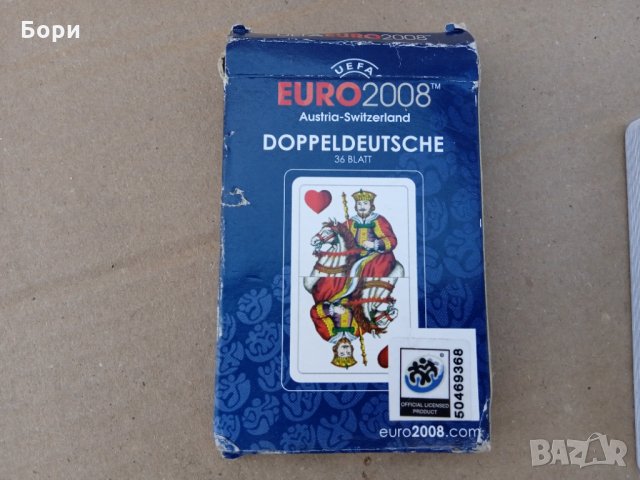 Бори
EURO2008
UEFA
EURO2008™
Austria-Switzerland
DOPPELDEUTSCHE
36 BLATT
OFFICIAL LICENSED
PRODUCT
50469368
euro2008.com
BAZAR
bg